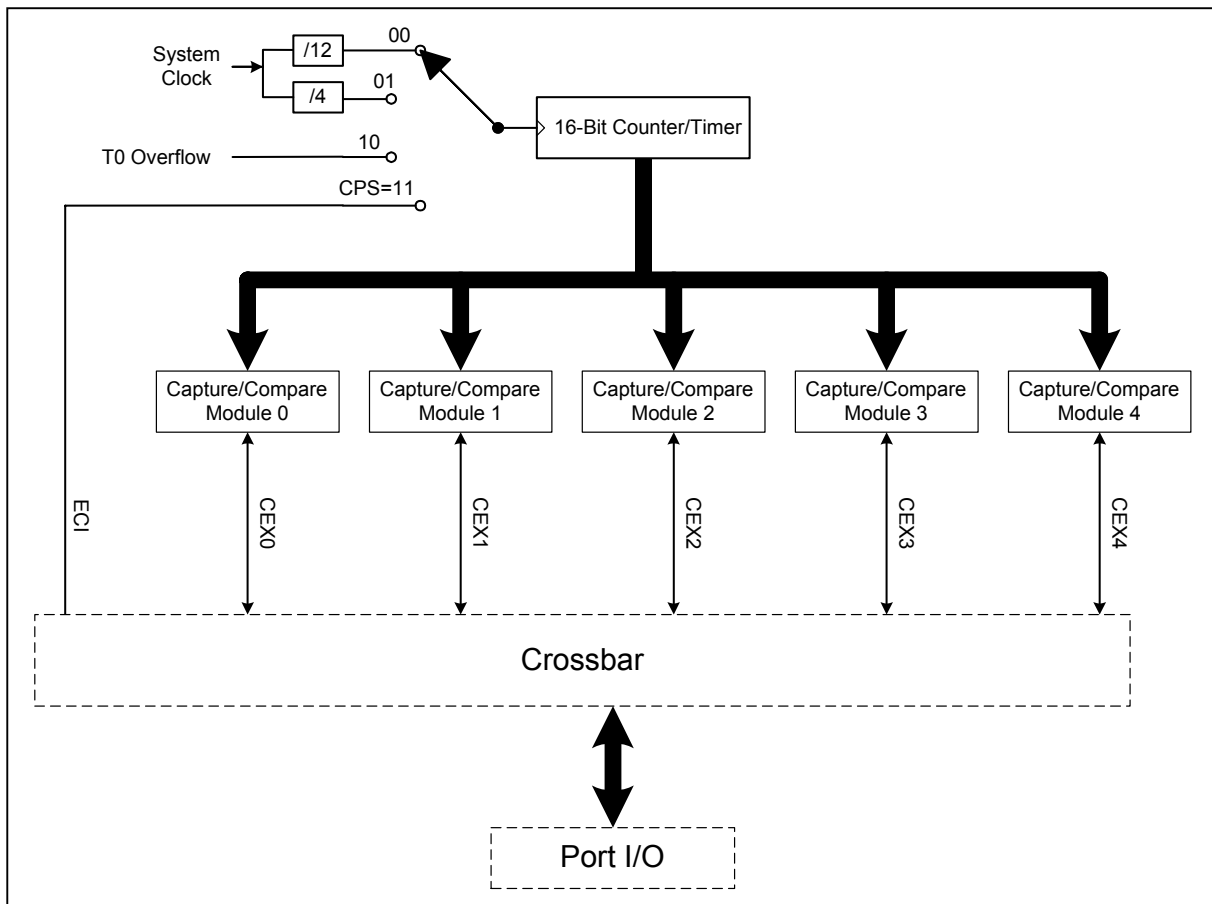 System
Clock
/12
00
/4
01
16-Bit Counter/Timer
T0 Overflow
10
CPS=11
Capture/Compare
Module 0
Capture/Compare
Module 1
Capture/Compare
Module 2
Capture/Compare
Module 3
Capture/Compare
Module 4
ECI
CEX0
CEX1
CEX2
CEX3
CEX4
Crossbar
Port I/O